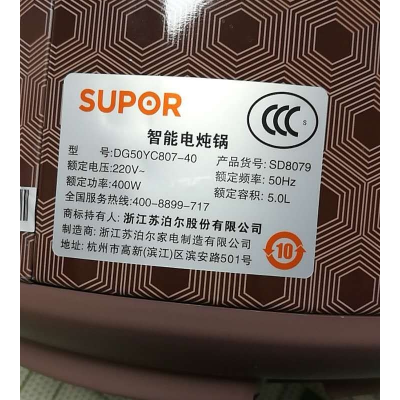 SUPOR
CCC
智能电炖锅
型 号:DG50YC807-40 产品货号:SD8079
额定电压:220V~ 额定频率:50Hz
额定功率:400W 额定容积:5.0L
全国服务热线:400-8899-717
商标持有人:浙江苏泊尔股份有限公司
制造商:浙江苏泊尔家电制造有限公司
地址:杭州市高新(滨江)区滨安路501号
10